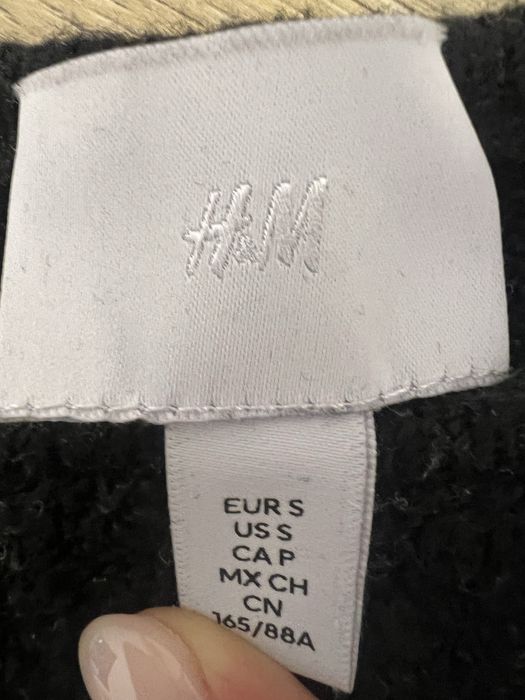 H&M
EUR S
US S
CA P
MX CH
CN
165/88A